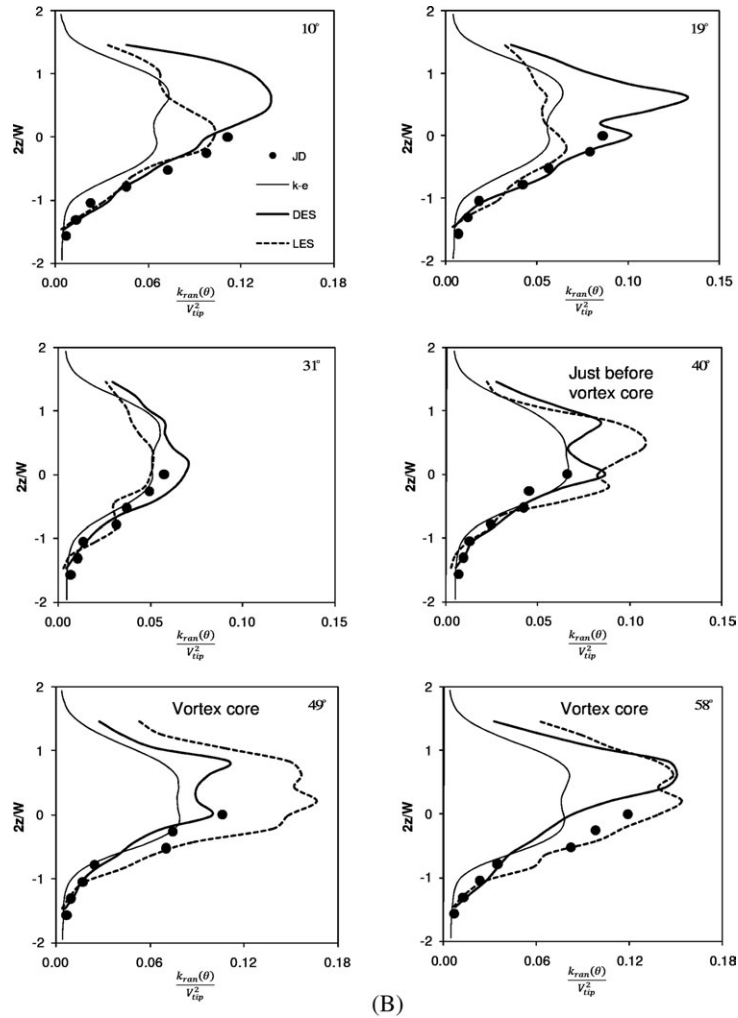 10°
2
1
0
-1
-2
2z/W
JD
k-e
DES
LES
0.00 0.06 0.12 0.18
k_ran(θ)
V_tip^2
19°
2
1
0
-1
-2
2z/W
0.00 0.05 0.10 0.15
k_ran(θ)
V_tip^2
31°
2
1
0
-1
-2
2z/W
0.00 0.05 0.10 0.15
k_ran(θ)
V_tip^2
40°
Just before
vortex core
2
1
0
-1
-2
2z/W
0.00 0.05 0.10 0.15
k_ran(θ)
V_tip^2
Vortex core 49°
2
1
0
-1
-2
2z/W
0.00 0.06 0.12 0.18
k_ran(θ)
V_tip^2
Vortex core 58°
2
1
0
-1
-2
2z/W
0.00 0.06 0.12 0.18
k_ran(θ)
V_tip^2
(B)